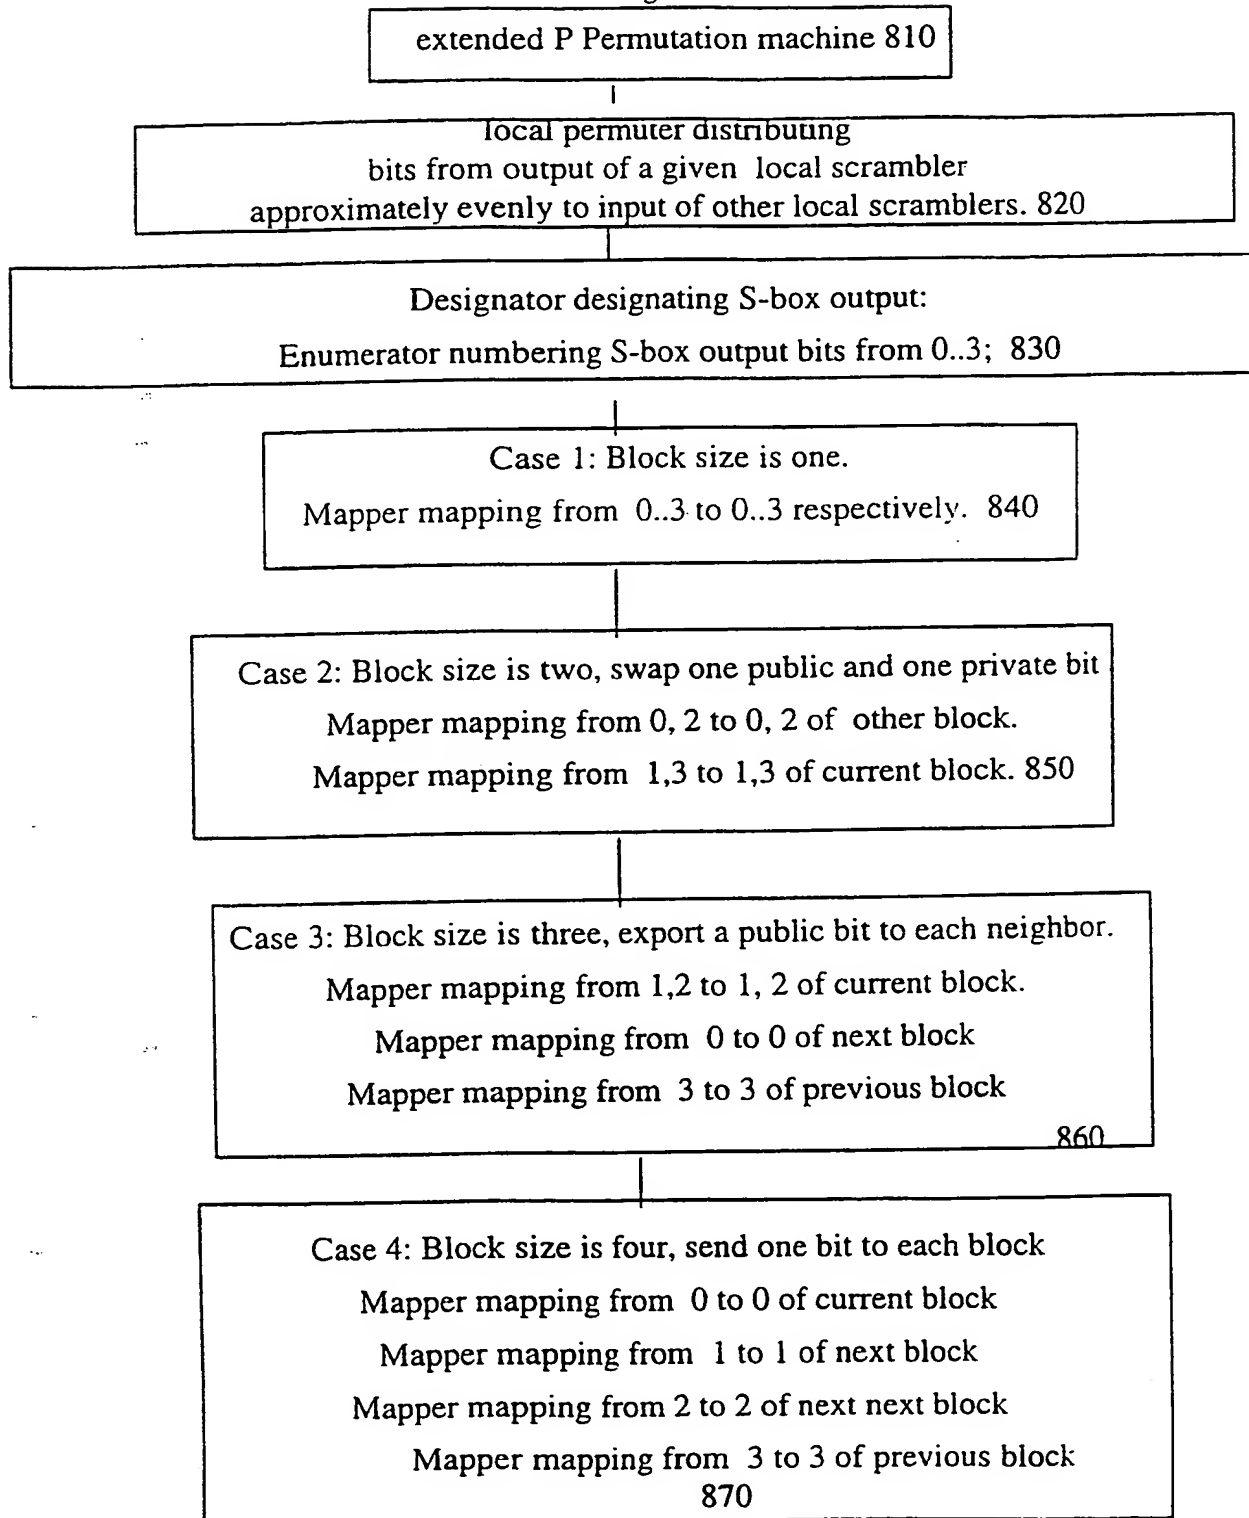 extended P Permutation machine 810
local permuter distributing
bits from output of a given local scrambler
approximately evenly to input of other local scramblers. 820
Designator designating S-box output:
Enumerator numbering S-box output bits from 0..3; 830
Case 1: Block size is one.
Mapper mapping from 0..3 to 0..3 respectively. 840
Case 2: Block size is two, swap one public and one private bit
Mapper mapping from 0, 2 to 0, 2 of other block.
Mapper mapping from 1,3 to 1,3 of current block. 850
Case 3: Block size is three, export a public bit to each neighbor.
Mapper mapping from 1,2 to 1, 2 of current block.
Mapper mapping from 0 to 0 of next block
Mapper mapping from 3 to 3 of previous block
860
Case 4: Block size is four, send one bit to each block
Mapper mapping from 0 to 0 of current block
Mapper mapping from 1 to 1 of next block
Mapper mapping from 2 to 2 of next next block
Mapper mapping from 3 to 3 of previous block
870